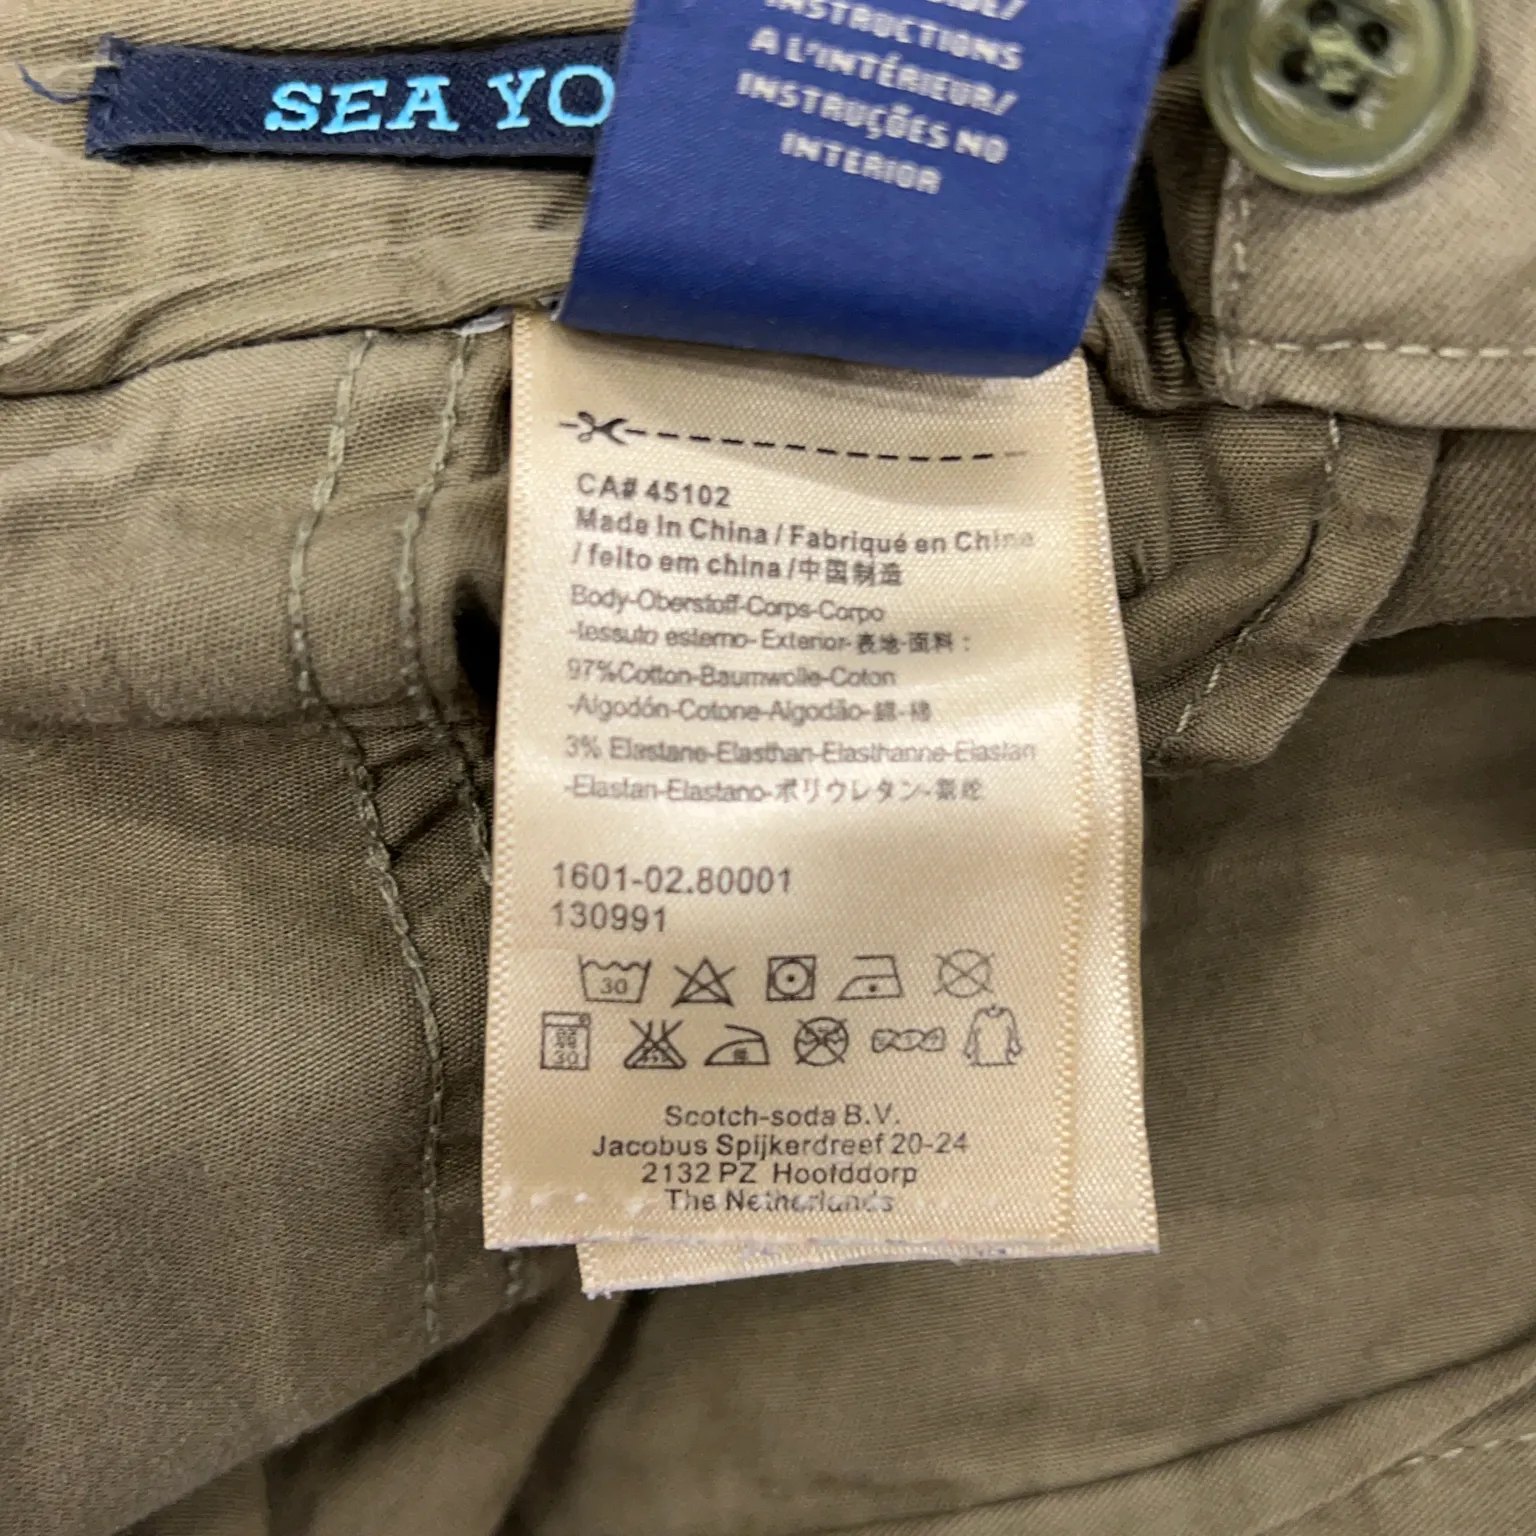 SEA YO
INSTRUCTIONS
A L'INTÉRIEUR/
INSTRUÇÕES NO
INTERIOR
CA# 45102
Made In China / Fabriqué en China
/ feito em china /中国制造
Body-Oberstoff-Corps-Corpo
-tessuto esterno- Exterior-表地-面料：
97%Cotton-Baumwolle-Coton
-Algodón-Cotone-Algodão-綿-棉
3% Elastane-Elasthan-Elasthanne-Elastan
-Elastan-Elastano-ポリウレタン-氨纶
1601-02.80001
130991
30
30
Scotch-soda B.V.
Jacobus Spijkerdreef 20-24
2132 PZ Hoofddorp
The Netherlands